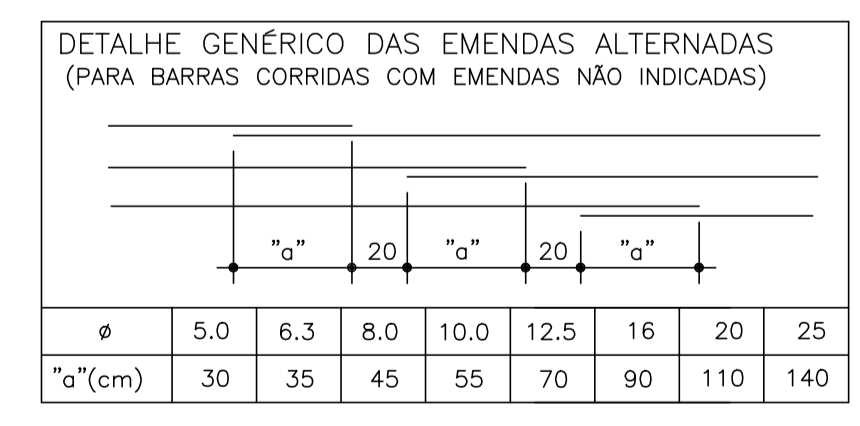 DETALHE GENÉRICO DAS EMENDAS ALTERNADAS
(PARA BARRAS CORRIDAS COM EMENDAS NÃO INDICADAS)
"a" 20 "a" 20 "a"
ø 5.0 6.3 8.0 10.0 12.5 16 20 25
"a"(cm) 30 35 45 55 70 90 110 140